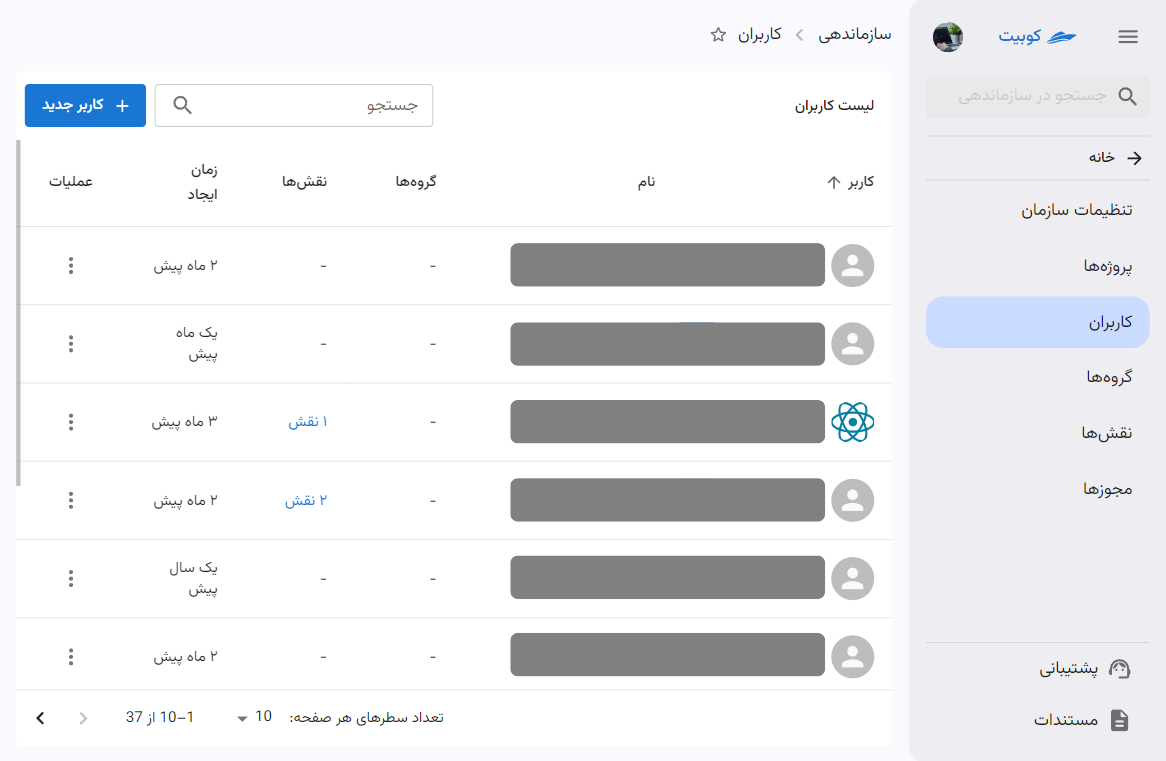 کوبیت
جستجو در سازماندهی
خانه
تنظیمات سازمان
پروژه‌ها
کاربران
گروه‌ها
نقش‌ها
مجوزها
پشتیبانی
مستندات
سازماندهی
کاربران
لیست کاربران
جستجو
+ کاربر جدید
کاربر
نام
گروه‌ها
نقش‌ها
زمان
ایجاد
عملیات
- - ۲ ماه پیش
- - یک ماه
پیش
- ۱ نقش ۳ ماه پیش
- ۲ نقش ۲ ماه پیش
- - یک سال
پیش
- - ۲ ماه پیش
تعداد سطرهای هر صفحه: 10 1–10 از 37